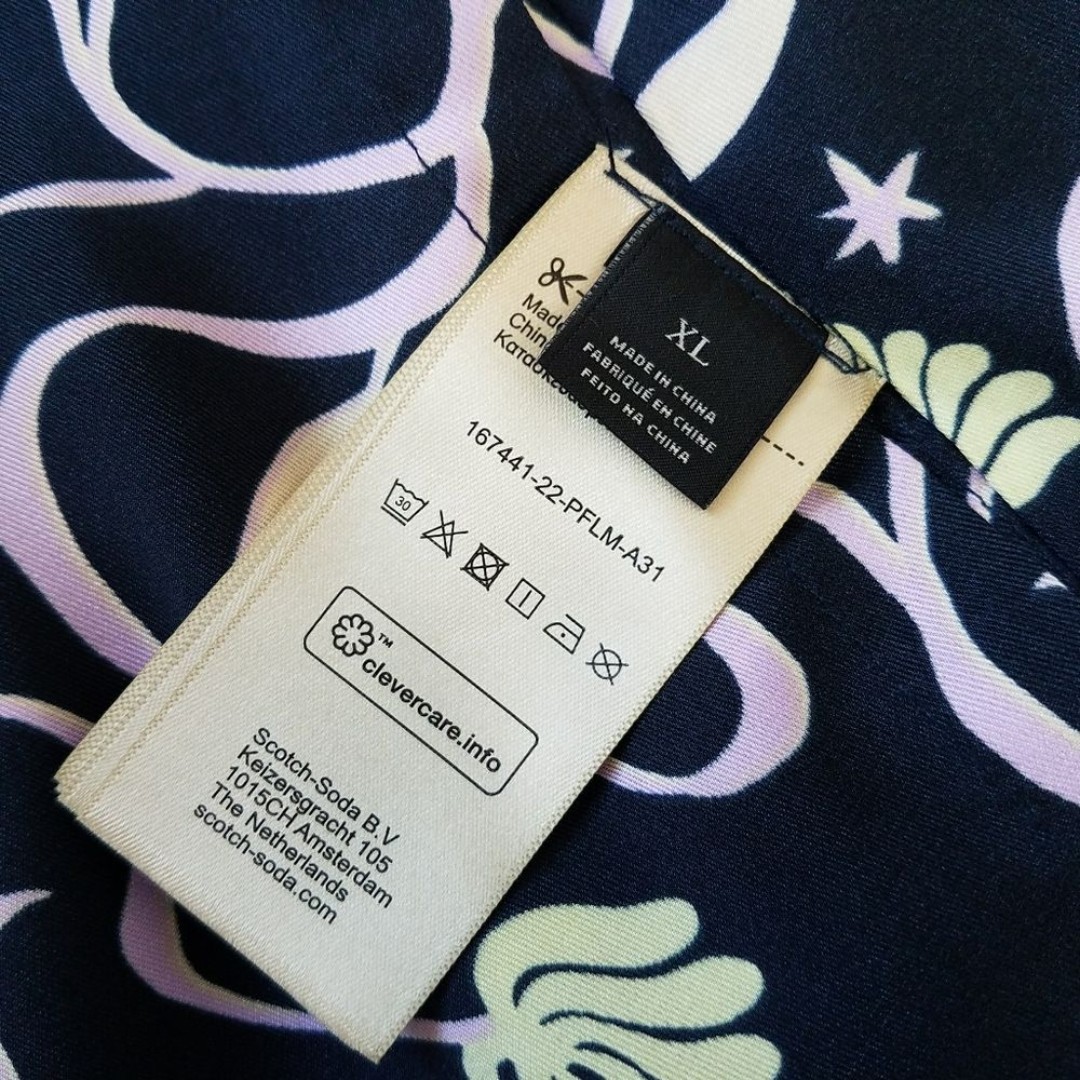 XL
MADE IN CHINA
FABRIQUÉ EN CHINE
FEITO NA CHINA
Made
Chin
167441-22-PFLM-A31
30
™
clevercare.info
Scotch-Soda B.V
Keizersgracht 105
1015CH Amsterdam
The Netherlands
scotch-soda.com